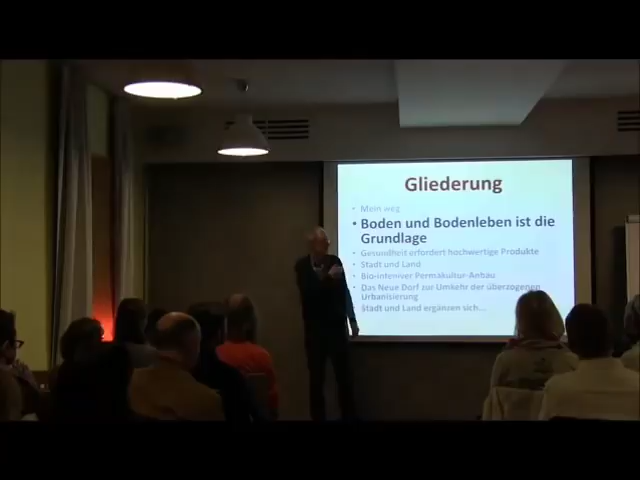 Gliederung
• Mein weg
• Boden und Bodenleben ist die
Grundlage
• Gesundheit erfordert hochwertige Produkte
• Stadt und Land
• Bio-intensiver Permakultur-Anbau
• Das Neue Dorf zur Umkehr der überzogenen
Urbanisierung
• Stadt und Land ergänzen sich...